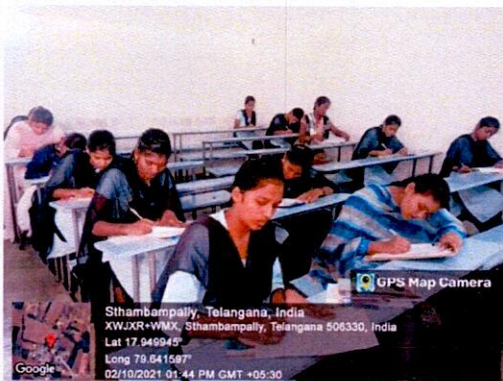 GPS Map Camera
Sthambampally, Telangana, India
XWJXR+WMX, Sthambampally, Telangana 506330, India
Lat 17.949945°
Long 79.641597°
02/10/2021 01:44 PM GMT +05:30
Google